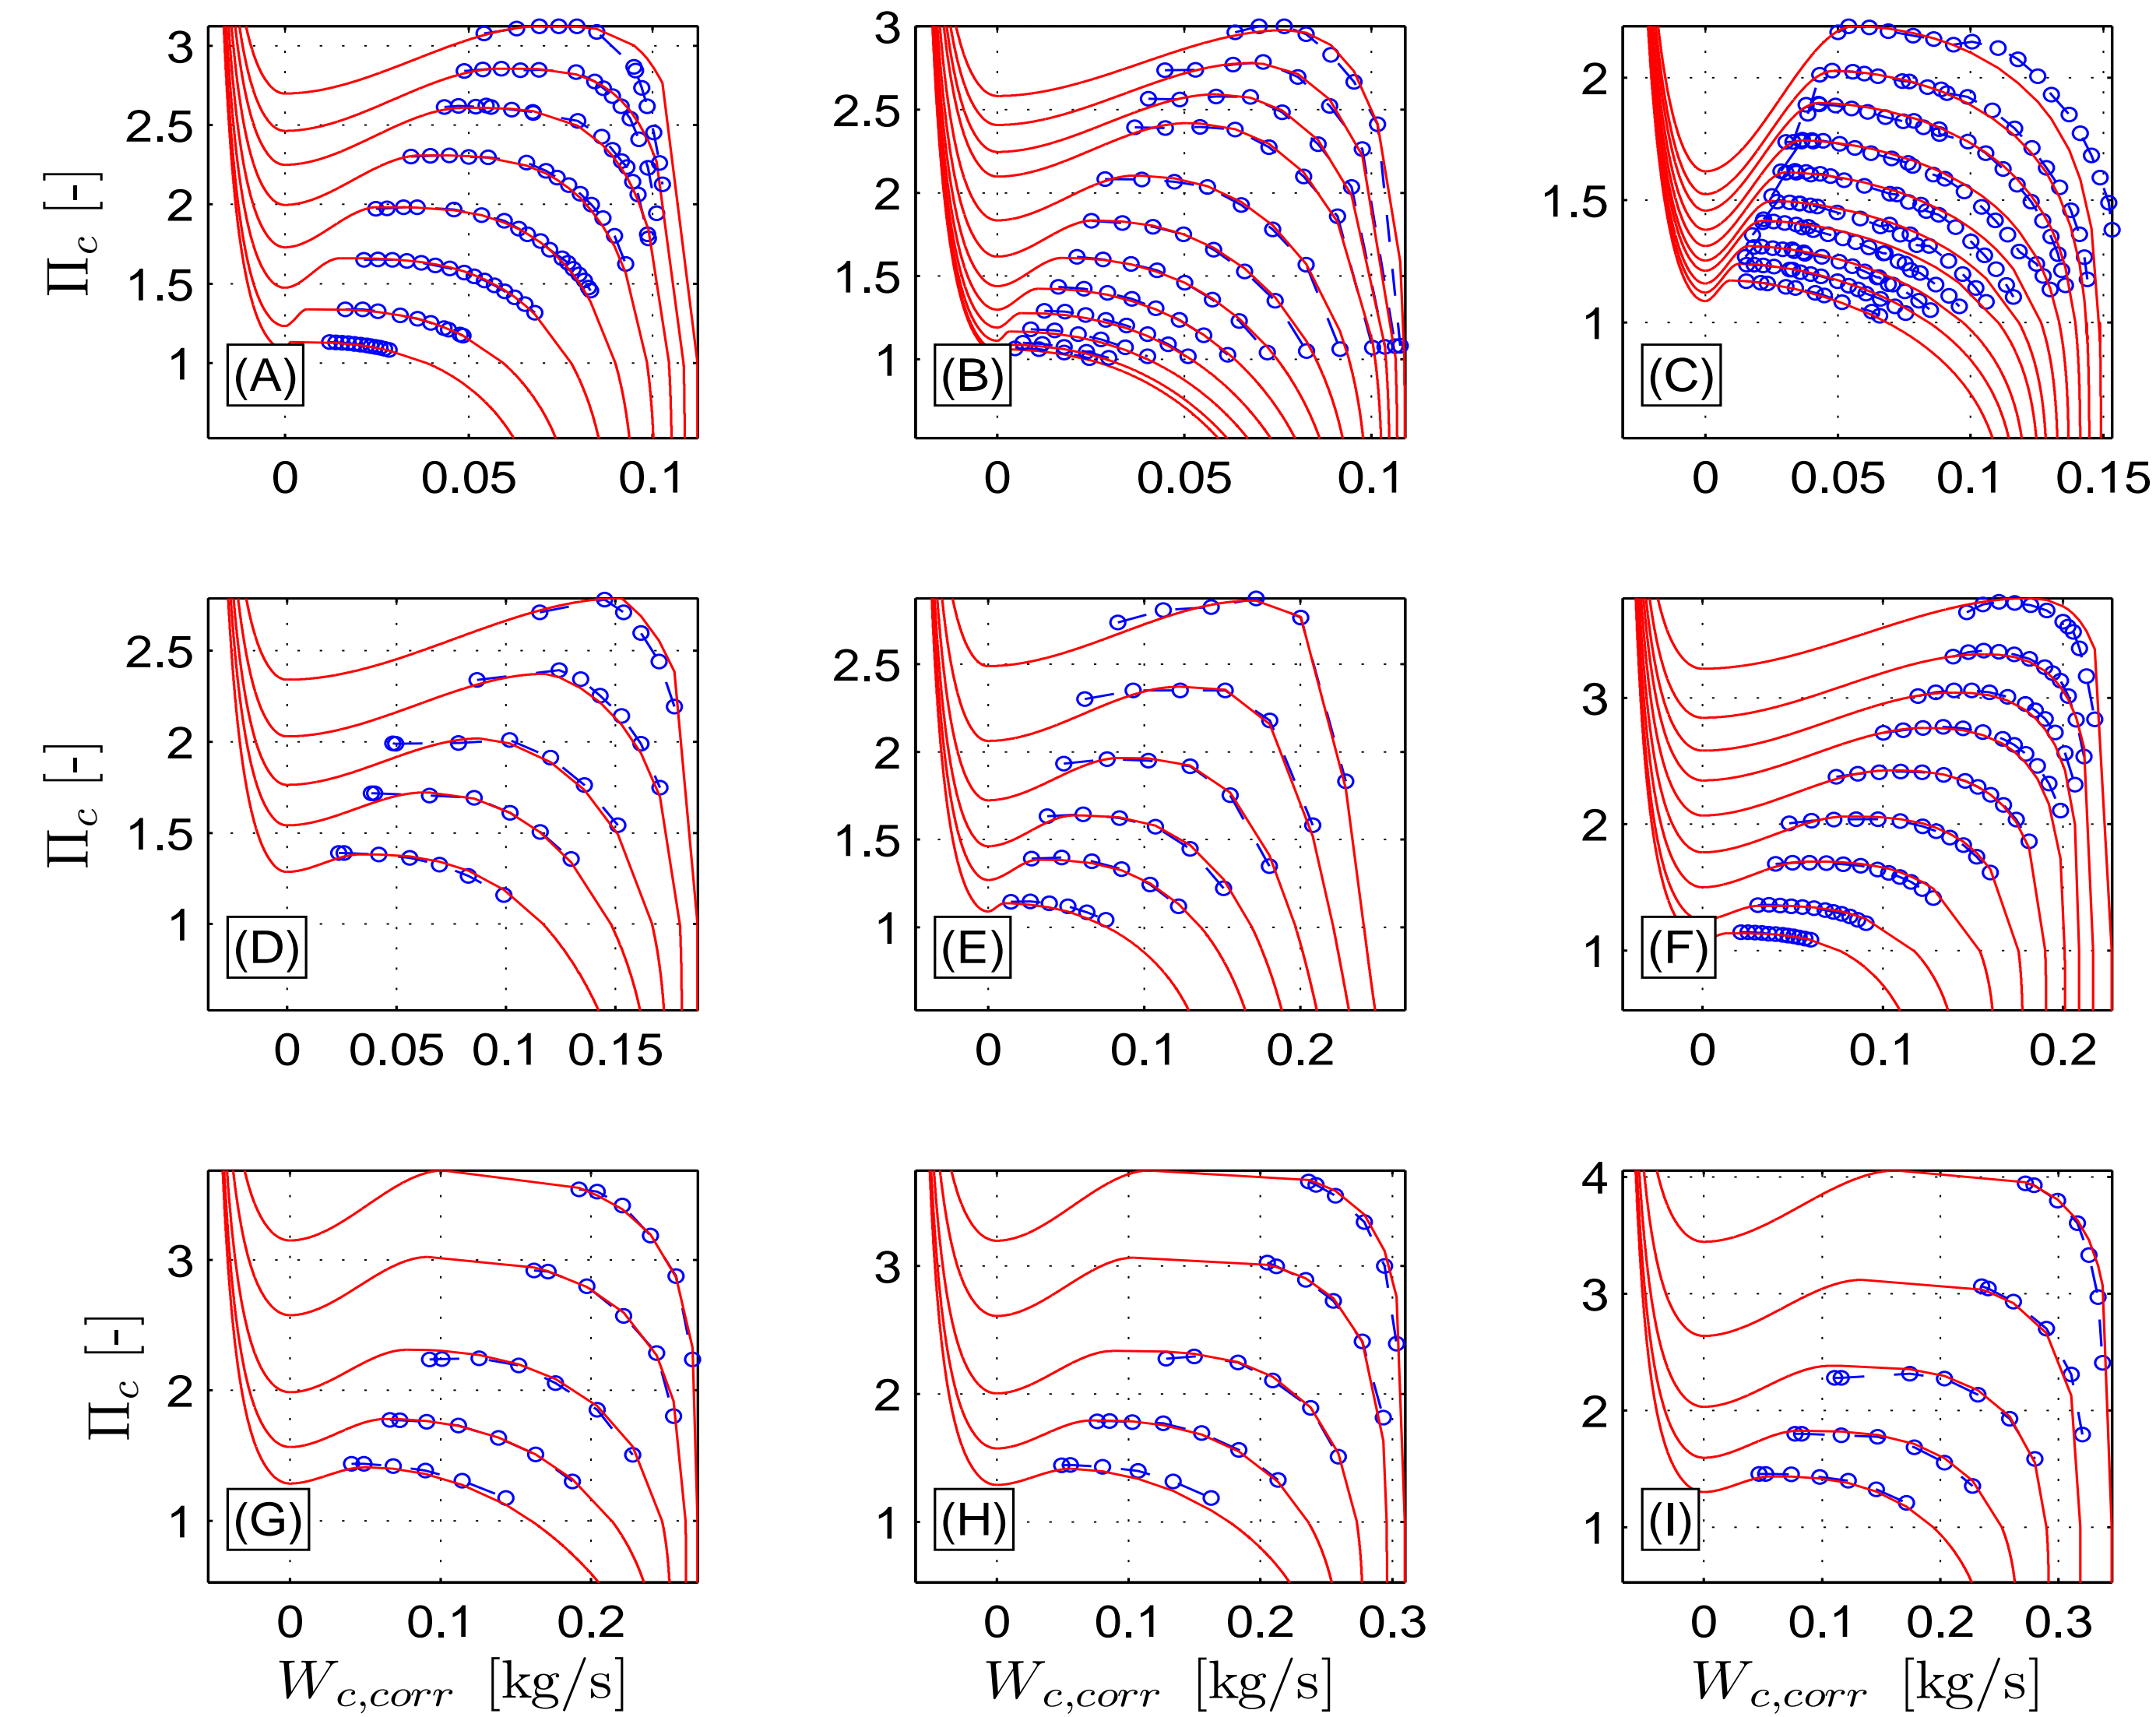 Π_c [-]
3
2.5
2
1.5
1
(A)
0 0.05 0.1
3
2.5
2
1.5
1
(B)
0 0.05 0.1
2
1.5
1
(C)
0 0.05 0.1 0.15
Π_c [-]
2.5
2
1.5
1
(D)
0 0.05 0.1 0.15
2.5
2
1.5
1
(E)
0 0.1 0.2
3
2
1
(F)
0 0.1 0.2
Π_c [-]
3
2
1
(G)
0 0.1 0.2
W_{c,corr} [kg/s]
3
2
1
(H)
0 0.1 0.2 0.3
W_{c,corr} [kg/s]
4
3
2
1
(I)
0 0.1 0.2 0.3
W_{c,corr} [kg/s]